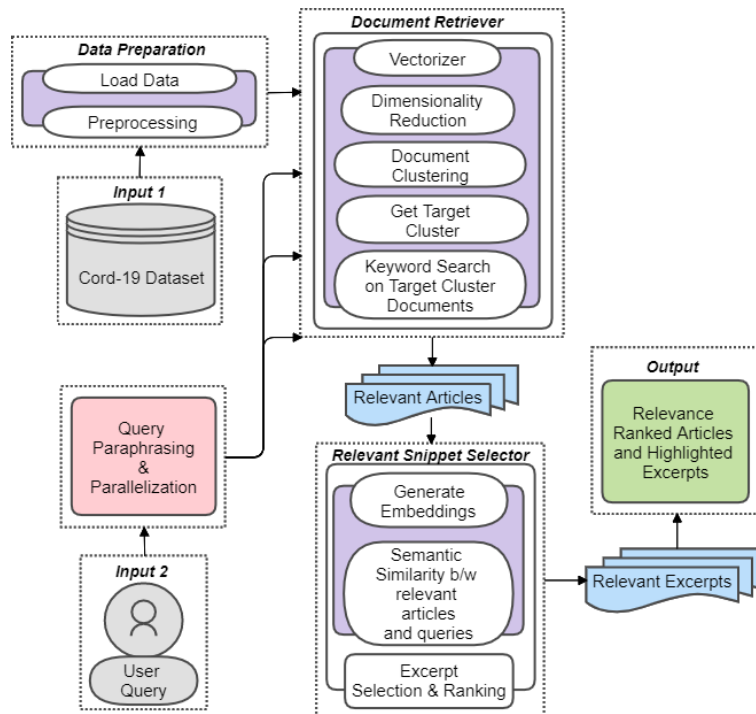 Data Preparation
Load Data
Preprocessing
Input 1
Cord-19 Dataset
Document Retriever
Vectorizer
Dimensionality
Reduction
Document
Clustering
Get Target
Cluster
Keyword Search
on Target Cluster
Documents
Relevant Articles
Query
Paraphrasing
&
Parallelization
Input 2
User
Query
Relevant Snippet Selector
Generate
Embeddings
Semantic
Similarity b/w
relevant
articles
and queries
Excerpt
Selection & Ranking
Relevant Excerpts
Output
Relevance
Ranked Articles
and Highlighted
Excerpts